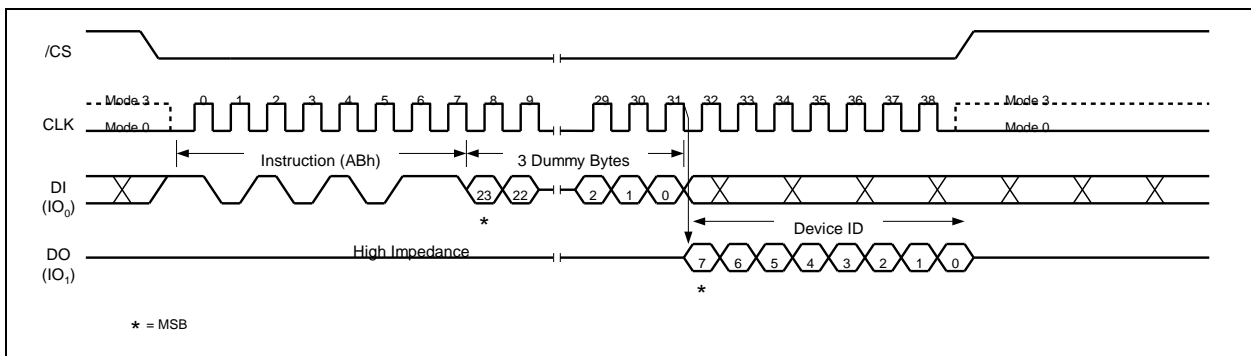 /CS
Mode 3 0 1 2 3 4 5 6 7 8 9 29 30 31 32 33 34 35 36 37 38 Mode 3
CLK Mode 0 Mode 0
Instruction (ABh) 3 Dummy Bytes
DI
(IO0)
23 22 2 1 0
* Device ID
High Impedance
DO
(IO1)
7 6 5 4 3 2 1 0
*
* = MSB